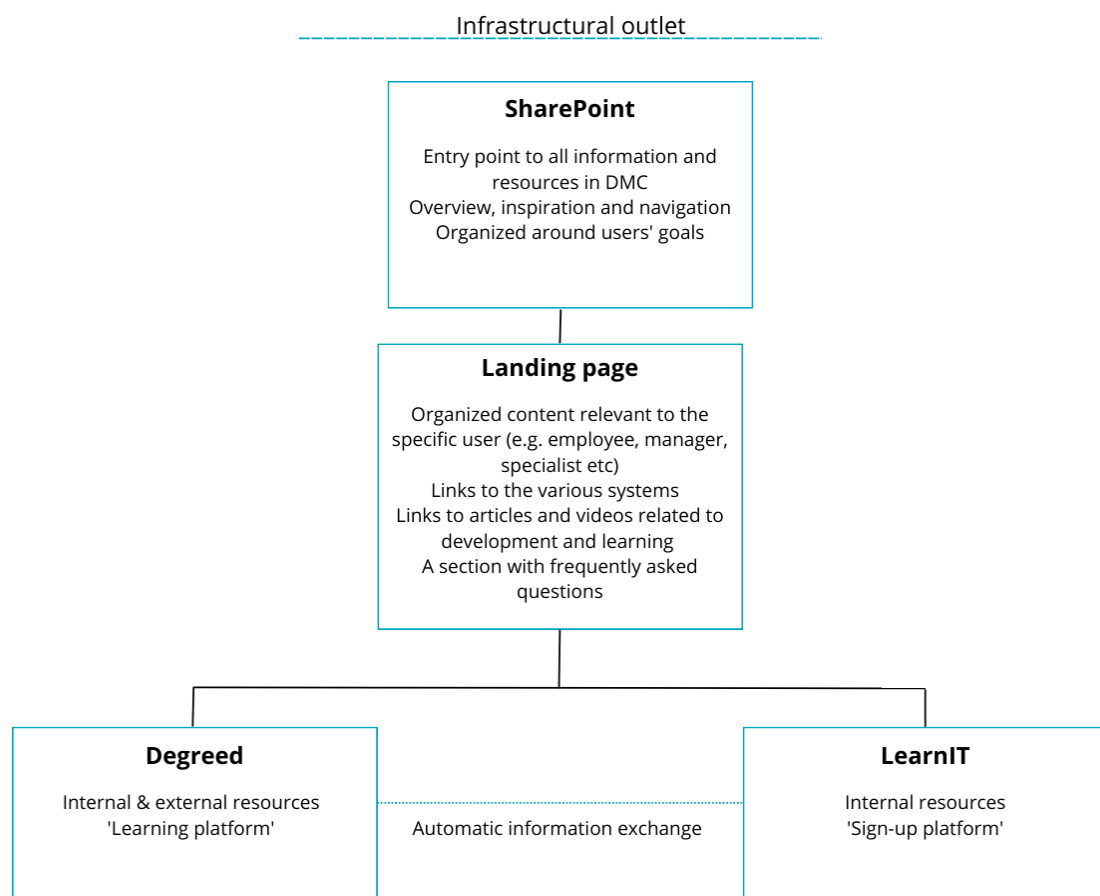 Infrastructural outlet
SharePoint
Entry point to all information and
resources in DMC
Overview, inspiration and navigation
Organized around users' goals
Landing page
Organized content relevant to the
specific user (e.g. employee, manager,
specialist etc)
Links to the various systems
Links to articles and videos related to
development and learning
A section with frequently asked
questions
Degreed
Internal & external resources
'Learning platform'
Automatic information exchange
LearnIT
Internal resources
'Sign-up platform'